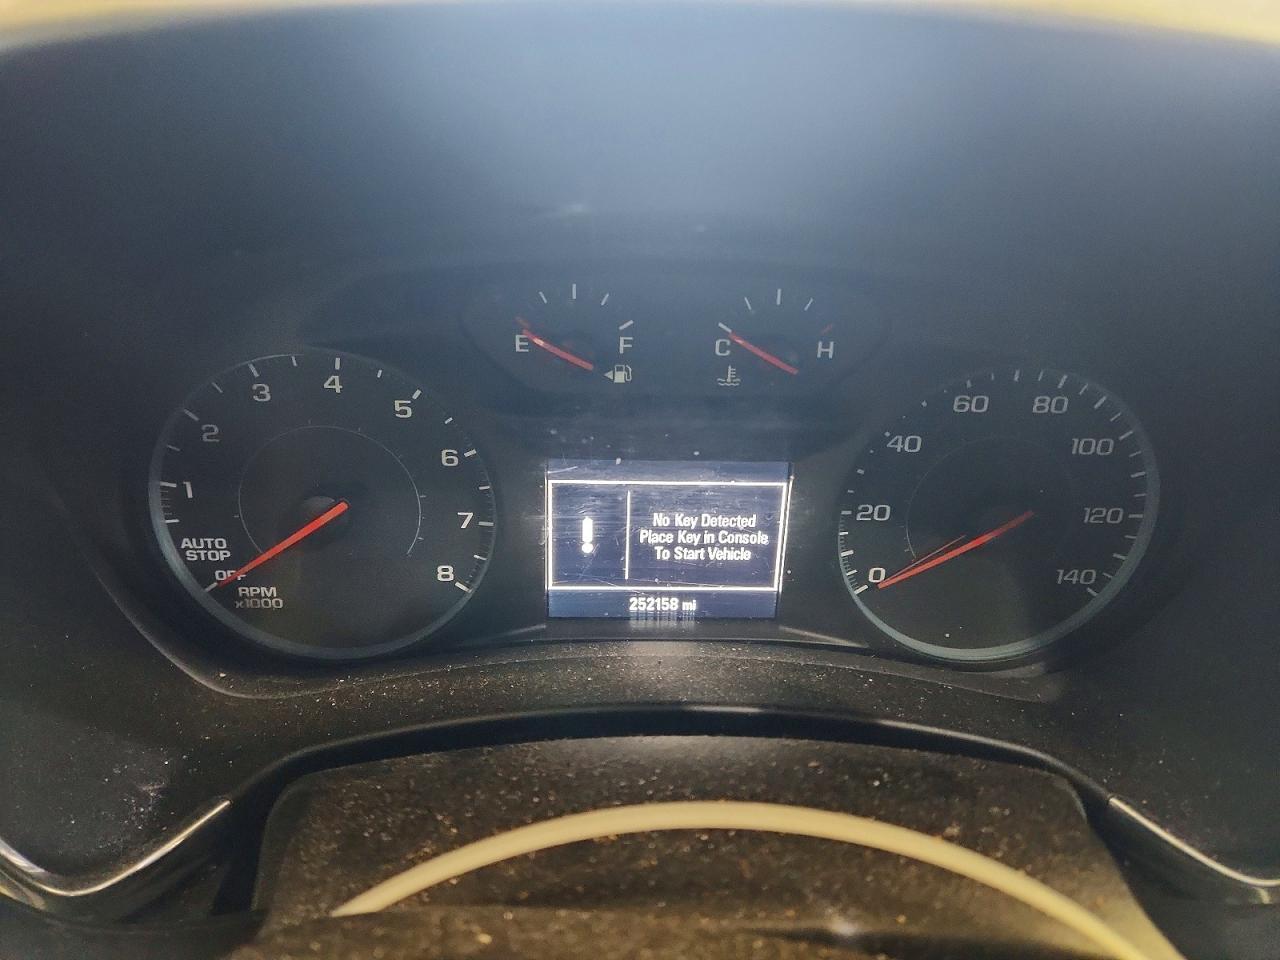 E F
C H
1 2 3 4 5 6 7 8
AUTO
STOP
OFF
RPM
x1000
No Key Detected
Place Key in Console
To Start Vehicle
252158 mi
0 20 40 60 80 100 120 140